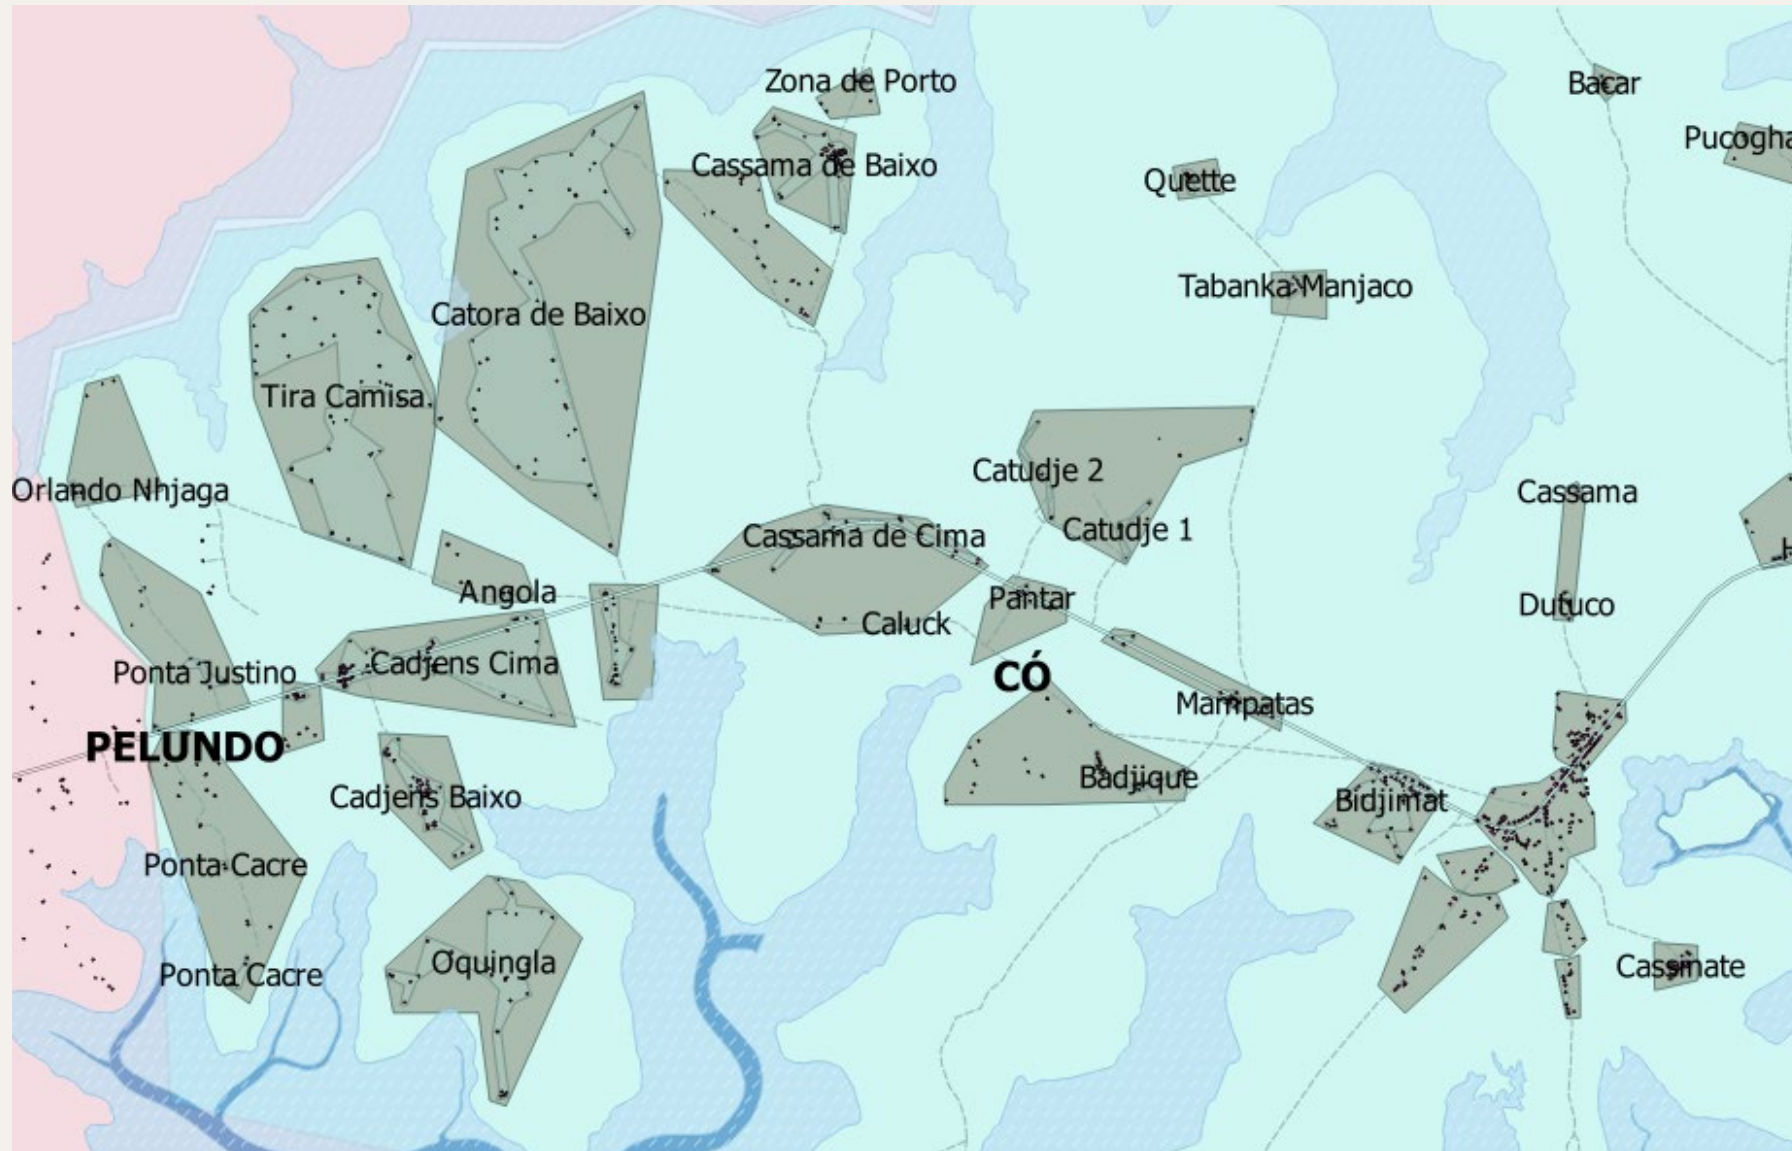 Zona de Porto
Bacar
Cassama de Baixo
Quette
Tabanka Manjaco
Catora de Baixo
Tira Camisa
Catudje 2
Orlando Nhjaga
Cassama
Catudje 1
Cassama de Cima
Angola
Pantar
Dufuco
Caluck
Cadjens Cima
Ponta Justino
CÓ
Mampatas
PELUNDO
Badjique
Cadjens Baixo
Bidjimat
Ponta Cacre
Oquingla
Ponta Cacre
Cassinate